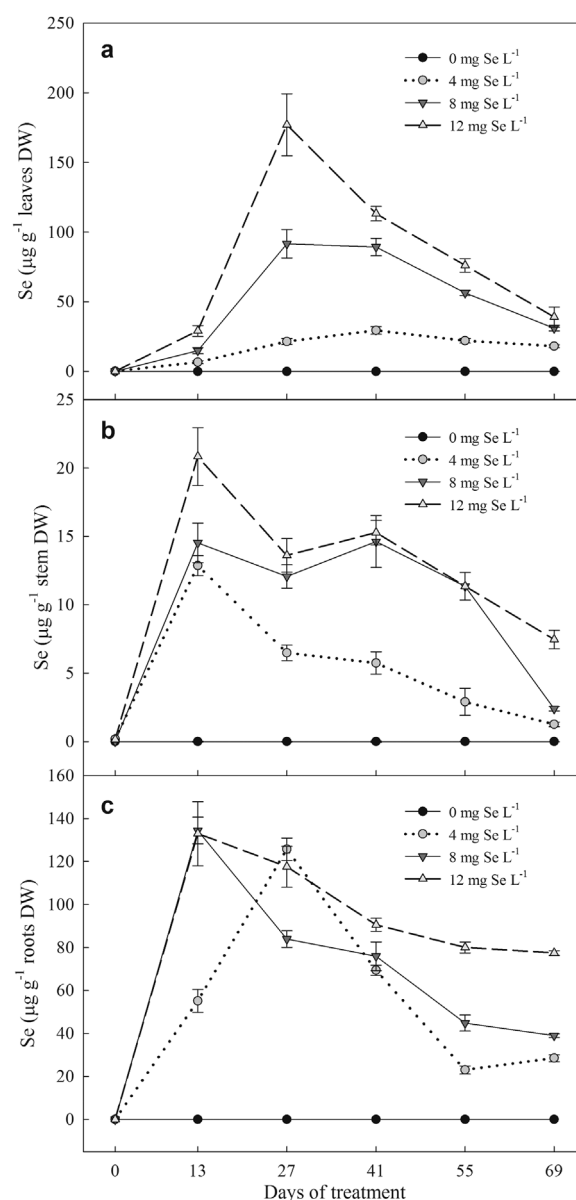 a
0 mg Se L⁻¹
4 mg Se L⁻¹
8 mg Se L⁻¹
12 mg Se L⁻¹
Se (µg g⁻¹ leaves DW)
250
200
150
100
50
0
b
0 mg Se L⁻¹
4 mg Se L⁻¹
8 mg Se L⁻¹
12 mg Se L⁻¹
Se (µg g⁻¹ stem DW)
25
20
15
10
5
0
c
0 mg Se L⁻¹
4 mg Se L⁻¹
8 mg Se L⁻¹
12 mg Se L⁻¹
Se (µg g⁻¹ roots DW)
160
140
120
100
80
60
40
20
0
0 13 27 41 55 69
Days of treatment